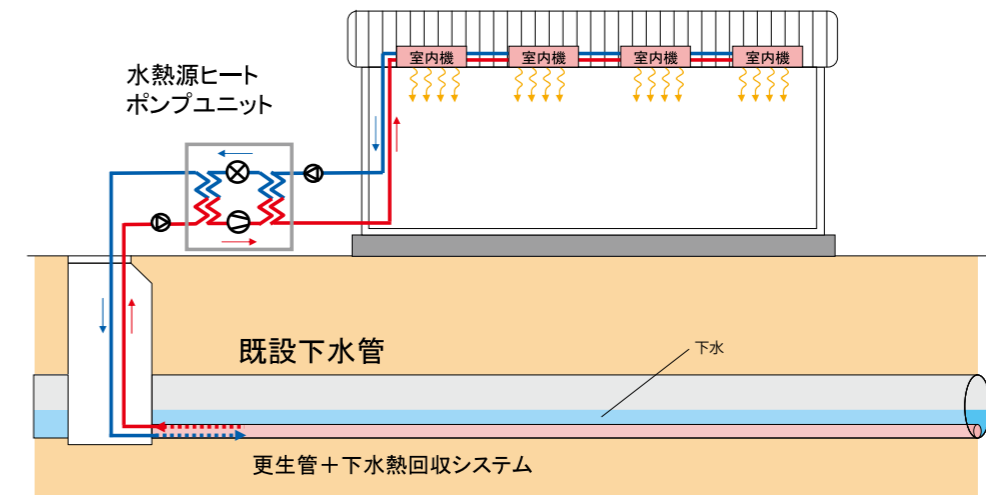 室内機
室内機
室内機
室内機
水熱源ヒート
ポンプユニット
既設下水管
下水
更生管+下水熱回収システム